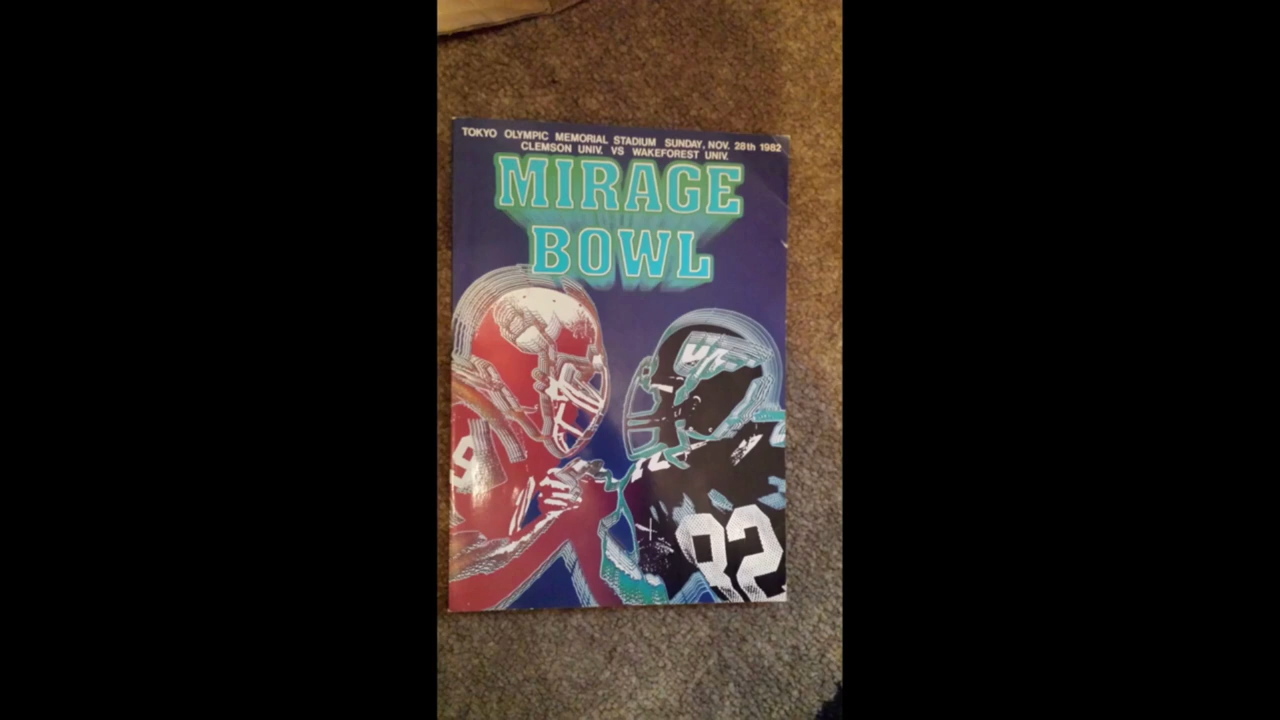 TOKYO OLYMPIC MEMORIAL STADIUM SUNDAY, NOV. 28th 1982
CLEMSON UNIV. VS WAKEFOREST UNIV.
MIRAGE
BOWL
82